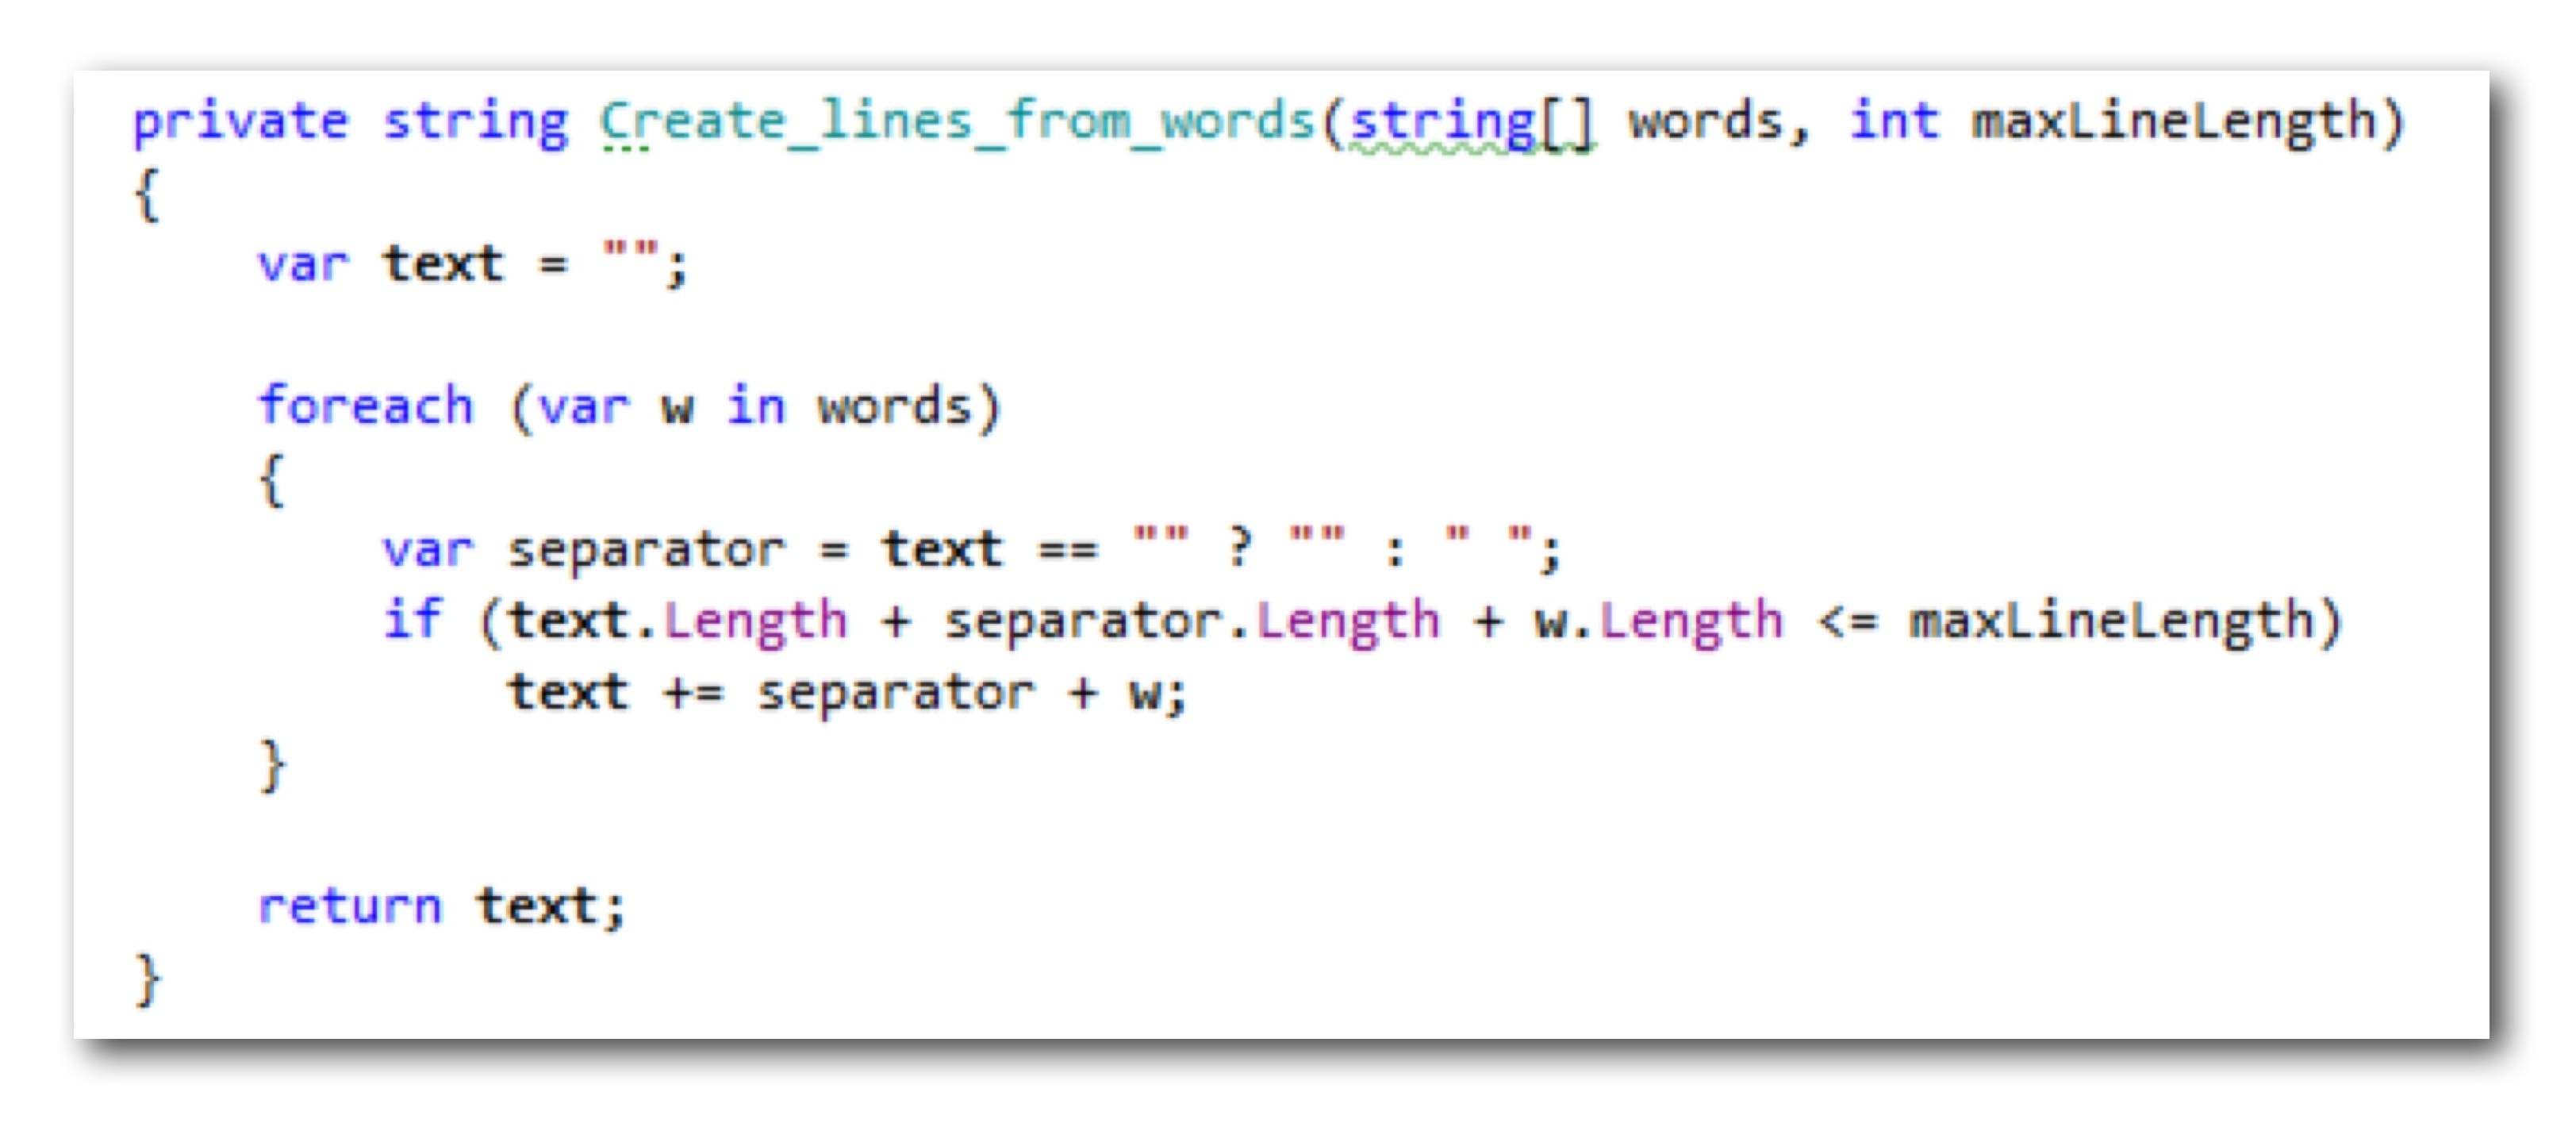 private string Create_lines_from_words(string[] words, int maxLineLength)
{
    var text = "";
    foreach (var w in words)
    {
        var separator = text == "" ? "" : " ";
        if (text.Length + separator.Length + w.Length <= maxLineLength)
            text += separator + w;
    }
    return text;
}